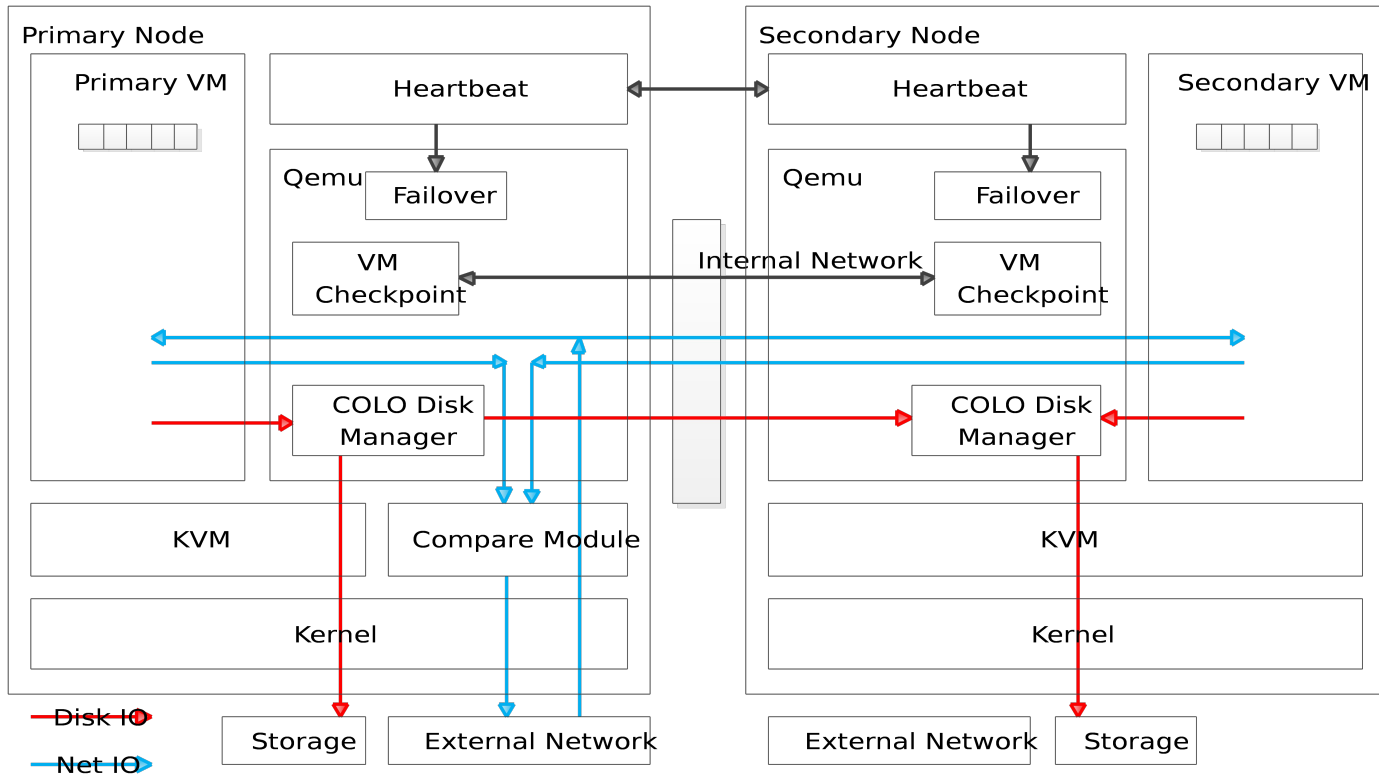 Primary Node
Primary VM
Heartbeat
Qemu
Failover
VM
Checkpoint
COLO Disk
Manager
KVM
Compare Module
Kernel
Internal Network
Secondary Node
Heartbeat
Secondary VM
Qemu
Failover
VM
Checkpoint
COLO Disk
Manager
KVM
Kernel
Disk IO
Net IO
Storage
External Network
External Network
Storage